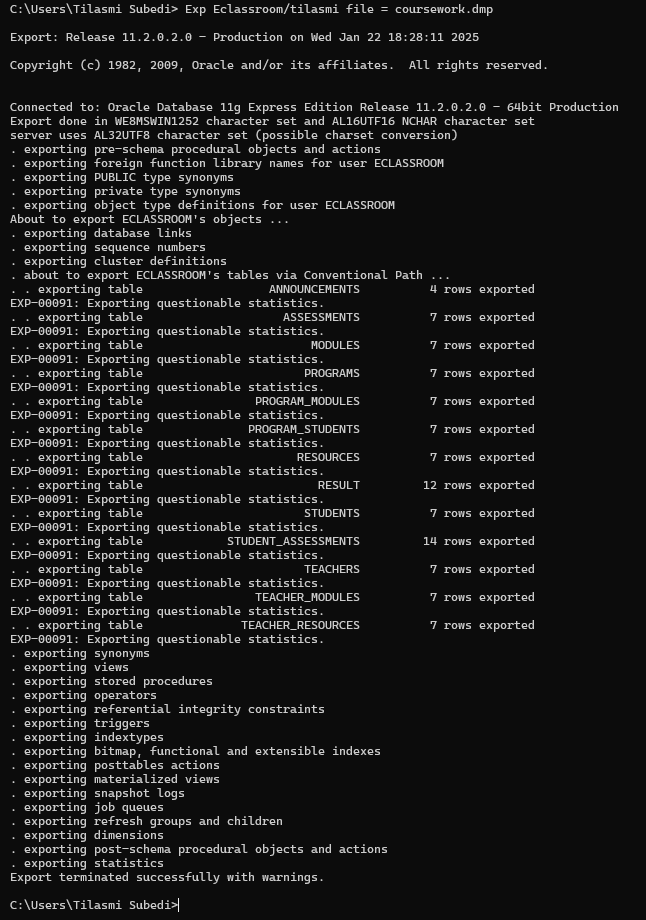 C:\Users\Tilasmi Subedi> Exp Eclassroom/tilasmi file = coursework.dmp
Export: Release 11.2.0.2.0 - Production on Wed Jan 22 18:28:11 2025
Copyright (c) 1982, 2009, Oracle and/or its affiliates.  All rights reserved.
Connected to: Oracle Database 11g Express Edition Release 11.2.0.2.0 - 64bit Production
Export done in WE8MSWIN1252 character set and AL16UTF16 NCHAR character set
server uses AL32UTF8 character set (possible charset conversion)
. exporting pre-schema procedural objects and actions
. exporting foreign function library names for user ECLASSROOM
. exporting PUBLIC type synonyms
. exporting private type synonyms
. exporting object type definitions for user ECLASSROOM
About to export ECLASSROOM's objects ...
. exporting database links
. exporting sequence numbers
. exporting cluster definitions
. about to export ECLASSROOM's tables via Conventional Path ...
. . exporting table                  ANNOUNCEMENTS          4 rows exported
EXP-00091: Exporting questionable statistics.
. . exporting table                    ASSESSMENTS          7 rows exported
EXP-00091: Exporting questionable statistics.
. . exporting table                        MODULES          7 rows exported
EXP-00091: Exporting questionable statistics.
. . exporting table                       PROGRAMS          7 rows exported
EXP-00091: Exporting questionable statistics.
. . exporting table                PROGRAM_MODULES          7 rows exported
EXP-00091: Exporting questionable statistics.
. . exporting table               PROGRAM_STUDENTS          7 rows exported
EXP-00091: Exporting questionable statistics.
. . exporting table                      RESOURCES          7 rows exported
EXP-00091: Exporting questionable statistics.
. . exporting table                         RESULT         12 rows exported
EXP-00091: Exporting questionable statistics.
. . exporting table                       STUDENTS          7 rows exported
EXP-00091: Exporting questionable statistics.
. . exporting table            STUDENT_ASSESSMENTS         14 rows exported
EXP-00091: Exporting questionable statistics.
. . exporting table                       TEACHERS          7 rows exported
EXP-00091: Exporting questionable statistics.
. . exporting table                TEACHER_MODULES          7 rows exported
EXP-00091: Exporting questionable statistics.
. . exporting table              TEACHER_RESOURCES          7 rows exported
EXP-00091: Exporting questionable statistics.
. exporting synonyms
. exporting views
. exporting stored procedures
. exporting operators
. exporting referential integrity constraints
. exporting triggers
. exporting indextypes
. exporting bitmap, functional and extensible indexes
. exporting posttables actions
. exporting materialized views
. exporting snapshot logs
. exporting job queues
. exporting refresh groups and children
. exporting dimensions
. exporting post-schema procedural objects and actions
. exporting statistics
Export terminated successfully with warnings.
C:\Users\Tilasmi Subedi>